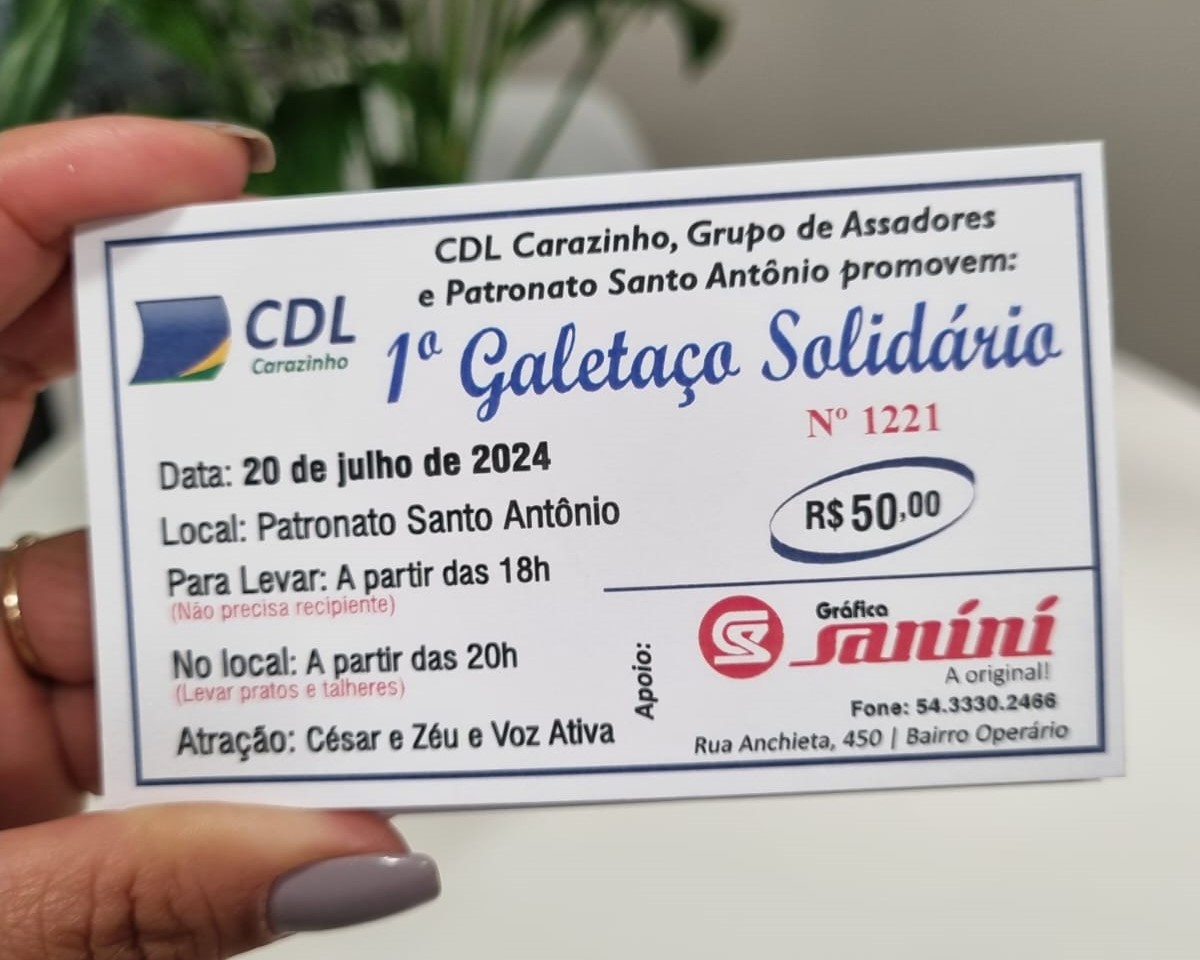 CDL Carazinho, Grupo de Assadores
e Patronato Santo Antônio promovem:
CDL
Carazinho
1º Galetaço Solidário
Nº 1221
Data: 20 de julho de 2024
R$ 50,00
Local: Patronato Santo Antônio
Para Levar: A partir das 18h
(Não precisa recipiente)
No local: A partir das 20h
(Levar pratos e talheres)
Atração: César e Zéu e Voz Ativa
Apoio:
Gráfica
sanini
A original!
Fone: 54.3330.2466
Rua Anchieta, 450 | Bairro Operário